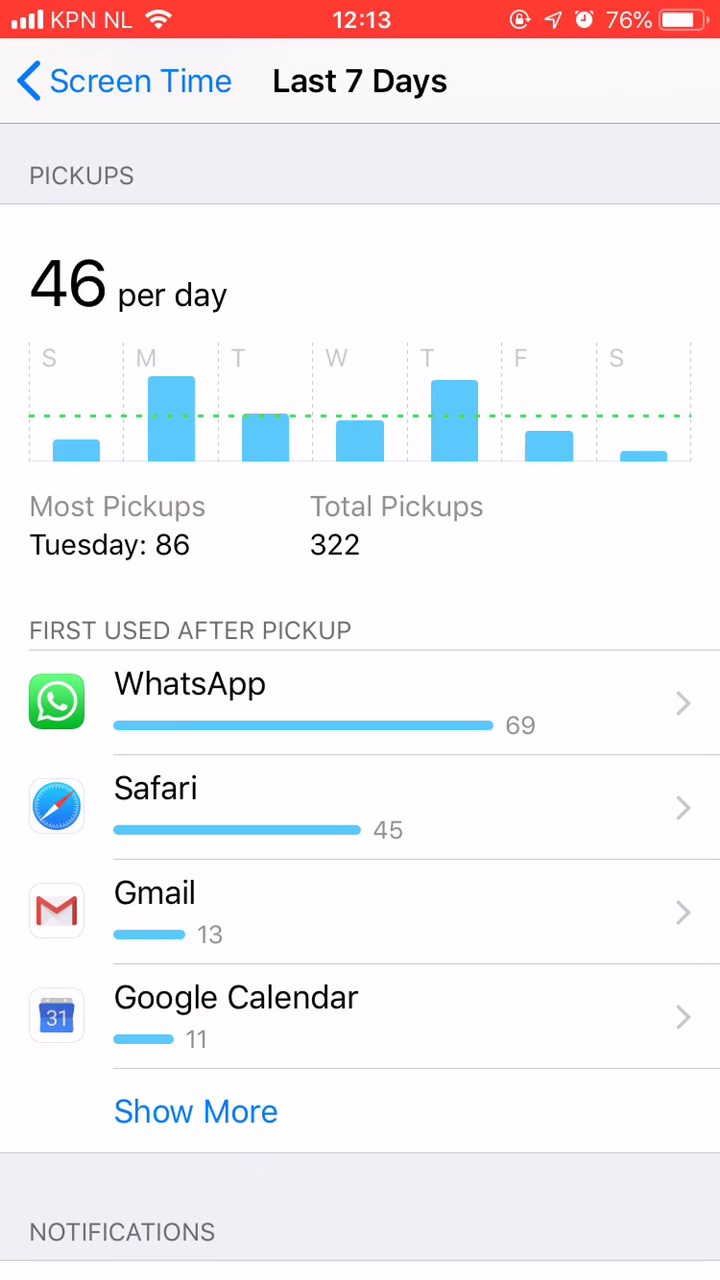 KPN NL 12:13 76%
Screen Time Last 7 Days
PICKUPS
46 per day
S M T W T F S
Most Pickups Total Pickups
Tuesday: 86 322
FIRST USED AFTER PICKUP
WhatsApp
69
Safari
45
Gmail
13
Google Calendar
31
11
Show More
NOTIFICATIONS